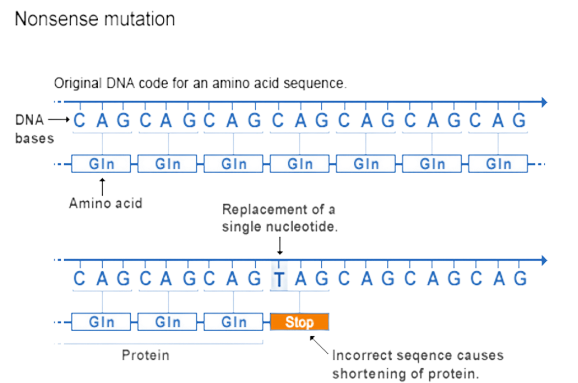 Nonsense mutation
Original DNA code for an amino acid sequence.
DNA bases
C A G C A G C A G C A G C A G C A G C A G
Gln Gln Gln Gln Gln Gln Gln
Amino acid
Replacement of a
single nucleotide.
C A G C A G C A G T A G C A G C A G C A G
Gln Gln Gln Stop
Protein
Incorrect seqence causes
shortening of protein.